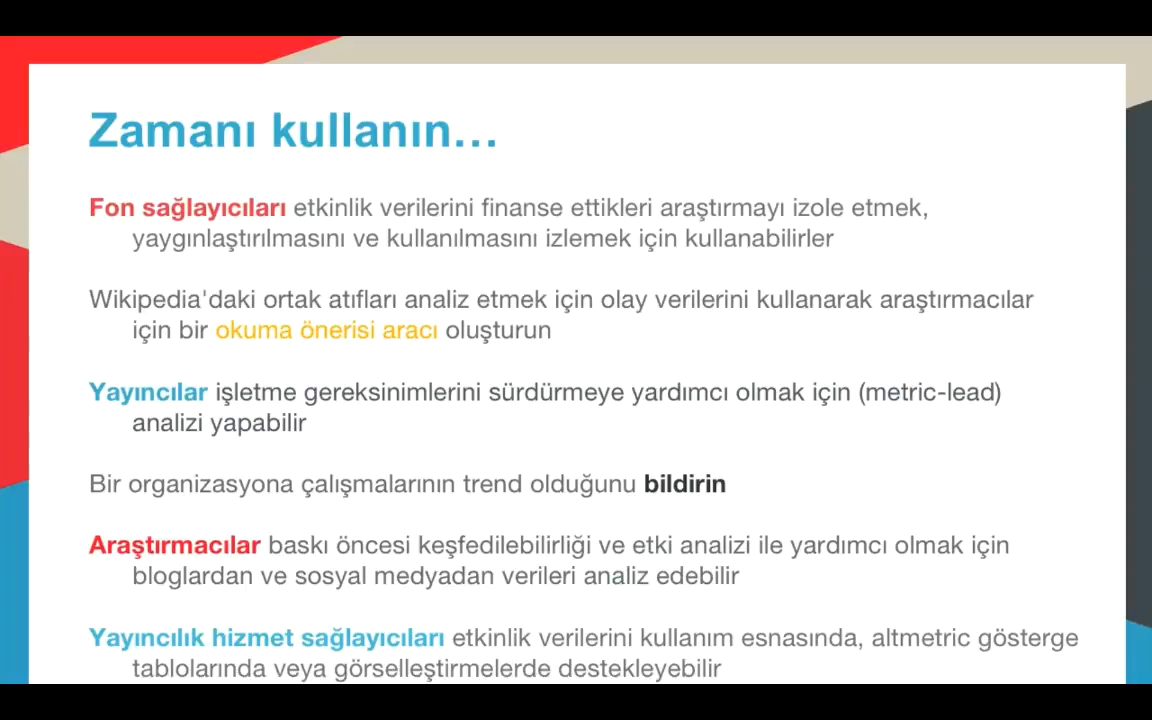 Zamanı kullanın…
Fon sağlayıcıları etkinlik verilerini finanse ettikleri araştırmayı izole etmek,
yaygınlaştırılmasını ve kullanılmasını izlemek için kullanabilirler
Wikipedia'daki ortak atıfları analiz etmek için olay verilerini kullanarak araştırmacılar
için bir okuma önerisi aracı oluşturun
Yayıncılar işletme gereksinimlerini sürdürmeye yardımcı olmak için (metric-lead)
analizi yapabilir
Bir organizasyona çalışmalarının trend olduğunu bildirin
Araştırmacılar baskı öncesi keşfedilebilirliği ve etki analizi ile yardımcı olmak için
bloglardan ve sosyal medyadan verileri analiz edebilir
Yayıncılık hizmet sağlayıcıları etkinlik verilerini kullanım esnasında, altmetric gösterge
tablolarında veya görselleştirmelerde destekleyebilir